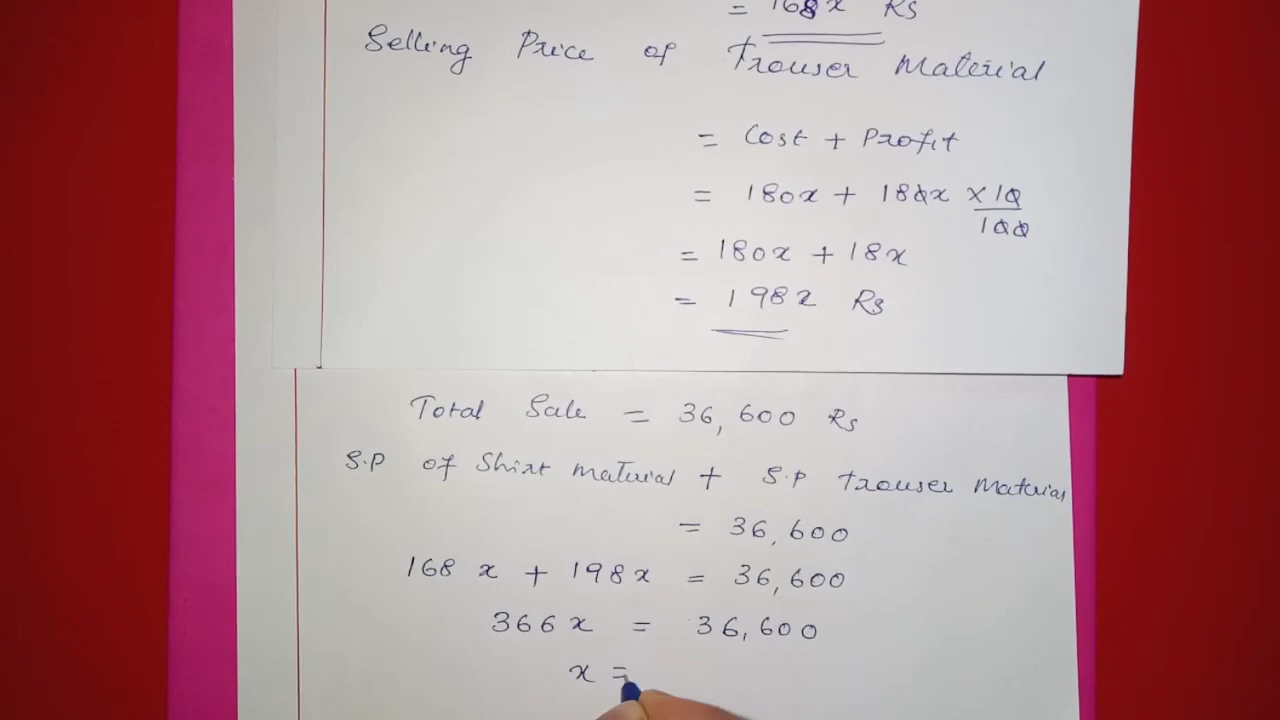 = 168x Rs
Selling Price of Trouser Material
= Cost + Profit
= 180x + 180x × 10/100
= 180x + 18x
= 198x Rs
Total Sale = 36,600 Rs
S.P of Shirt material + S.P trouser Material
= 36,600
168x + 198x = 36,600
366x = 36,600
x =